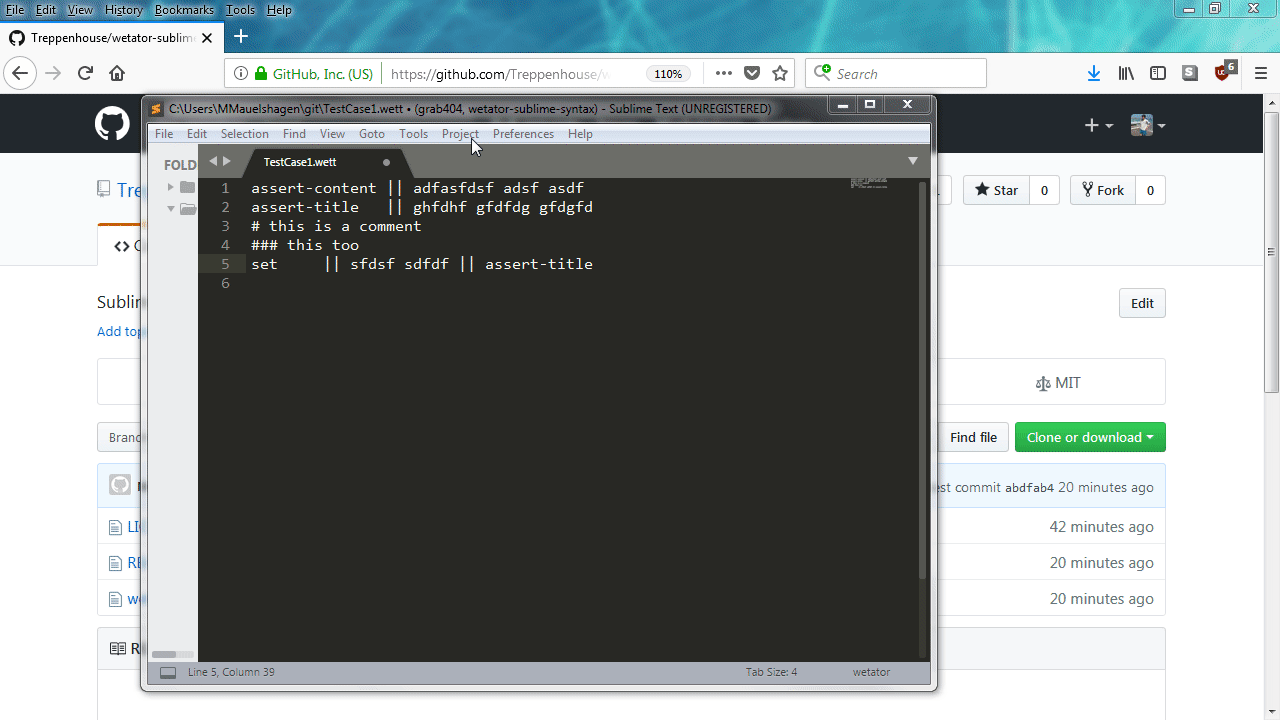 File Edit View History Bookmarks Tools Help
Treppenhouse/wetator-sublime
GitHub, Inc. (US) https://github.com/Treppenhouse/w 110% Search 6
C:\Users\MMauelshagen\git\TestCase1.wett • (grab404, wetator-sublime-syntax) - Sublime Text (UNREGISTERED)
File Edit Selection Find View Goto Tools Project Preferences Help
FOLD
TestCase1.wett
1 assert-content || adfasfdsf adsf asdf
2 assert-title || ghfdhf gfdfdg gfdgfd
3 # this is a comment
4 ### this too
5 set || sfdsf sdfdf || assert-title
6
Line 5, Column 39 Tab Size: 4 wetator
Tre
Star 0 Fork 0
Sublin
Edit
Add top
MIT
Branc
Find file Clone or download
est commit abdfab4 20 minutes ago
LI 42 minutes ago
RE 20 minutes ago
we 20 minutes ago
R